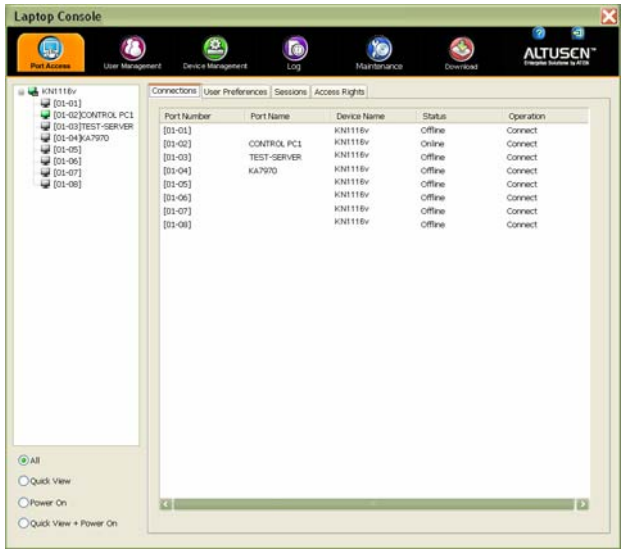 Laptop Console
Port Access User Management Device Management Log Maintenance Download
ALTUSCN™
Enterprise Solutions by ATEN
KN1116v
[01-01]
[01-02]CONTROL PC1
[01-03]TEST-SERVER
[01-04]KA7970
[01-05]
[01-06]
[01-07]
[01-08]
All
Quick View
Power On
Quick View + Power On
Connections User Preferences Sessions Access Rights
Port Number Port Name Device Name Status Operation
[01-01] KN1116v Offline Connect
[01-02] CONTROL PC1 KN1116v Online Connect
[01-03] TEST-SERVER KN1116v Offline Connect
[01-04] KA7970 KN1116v Offline Connect
[01-05] KN1116v Offline Connect
[01-06] KN1116v Offline Connect
[01-07] KN1116v Offline Connect
[01-08] KN1116v Offline Connect